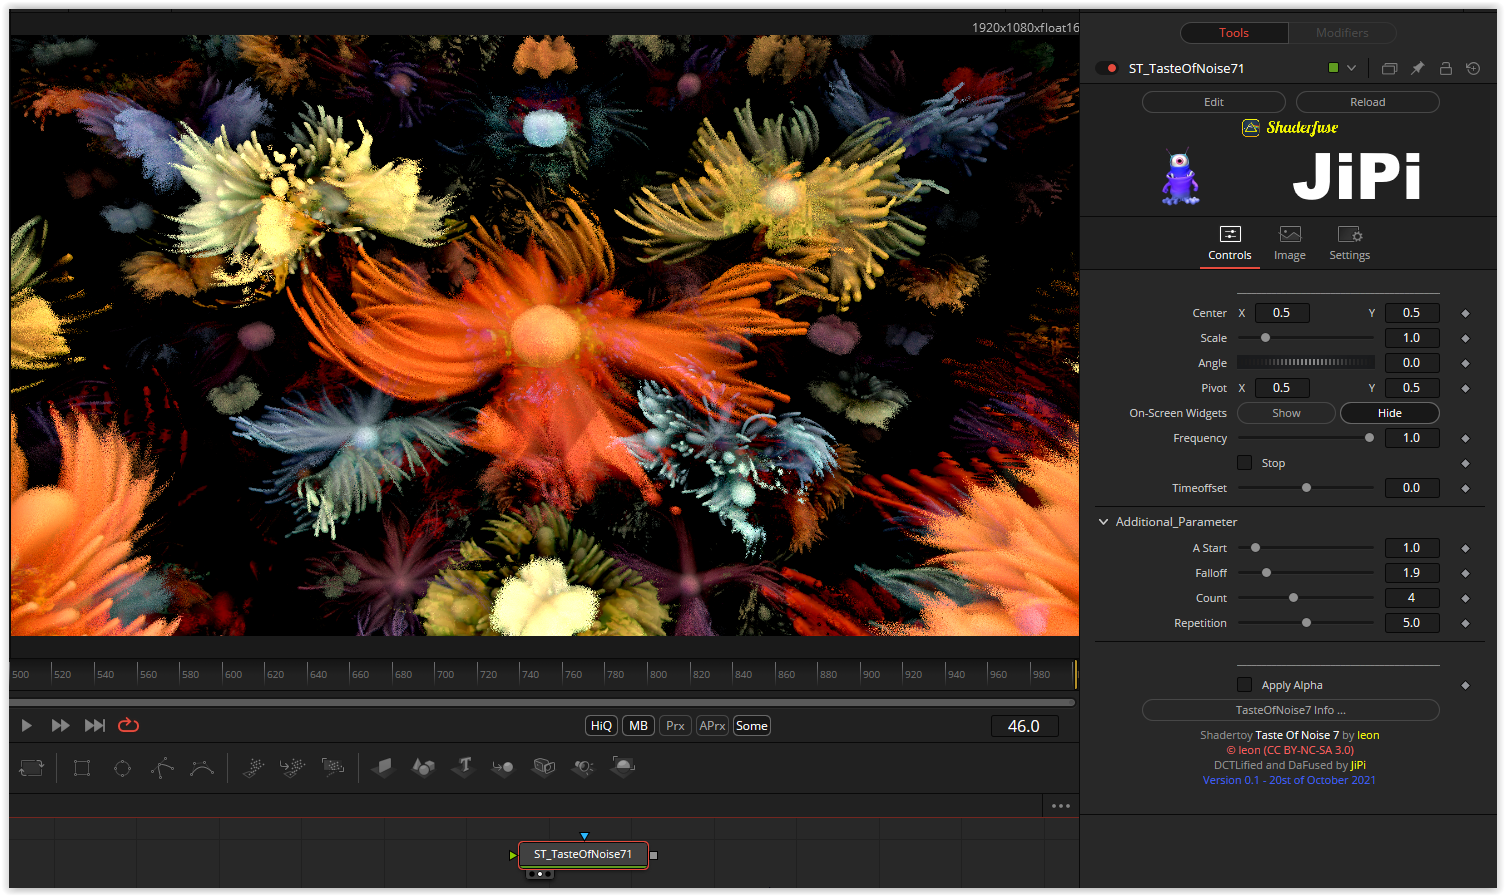 1920x1080xfloat16
Tools
Modifiers
ST_TasteOfNoise71
Edit
Reload
Shaderfuse
JiPi
Controls
Image
Settings
Center X 0.5 Y 0.5
Scale 1.0
Angle 0.0
Pivot X 0.5 Y 0.5
On-Screen Widgets Show Hide
Frequency 1.0
Stop
Timeoffset 0.0
Additional_Parameter
A Start 1.0
Falloff 1.9
Count 4
Repetition 5.0
Apply Alpha
TasteOfNoise7 Info ...
Shadertoy Taste Of Noise 7 by leon
© leon (CC BY-NC-SA 3.0)
DCTLified and DaFused by JiPi
Version 0.1 - 20st of October 2021
500 520 540 560 580 600 620 640 660 680 700 720 740 760 780 800 820 840 860 880 900 920 940 960 980
HiQ MB Prx APrx Some
46.0
T
ST_TasteOfNoise71